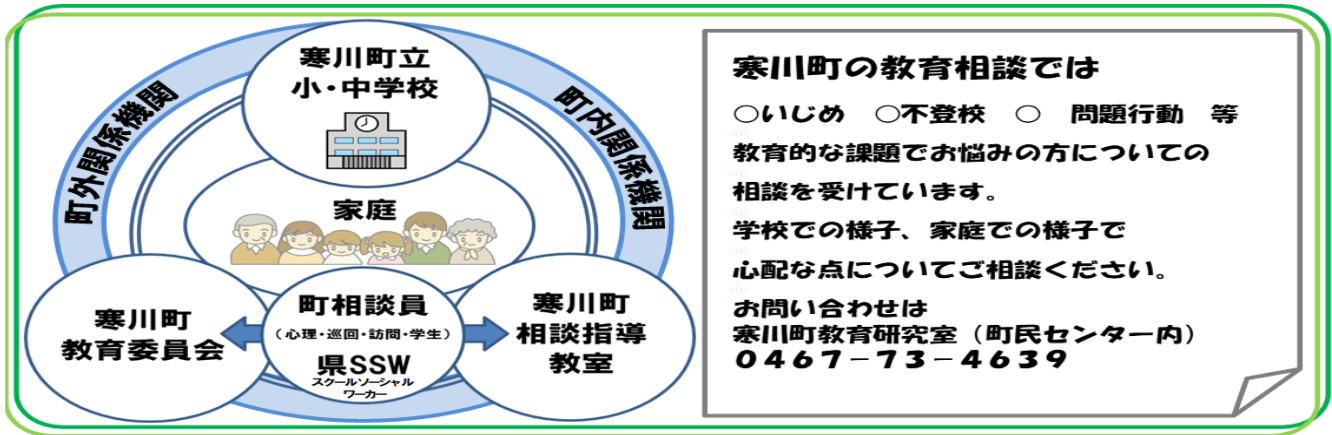 寒川町立
小・中学校
町外関係機関
町内関係機関
家庭
寒川町
教育委員会
町相談員
（心理・巡回・訪問・学生）
県SSW
スクールソーシャル
ワーカー
寒川町
相談指導
教室
寒川町の教育相談では
○いじめ　○不登校　○　問題行動　等
教育的な課題でお悩みの方についての
相談を受けています。
学校での様子、家庭での様子で
心配な点についてご相談ください。
お問い合わせは
寒川町教育研究室（町民センター内）
０４６７－７３－４６３９